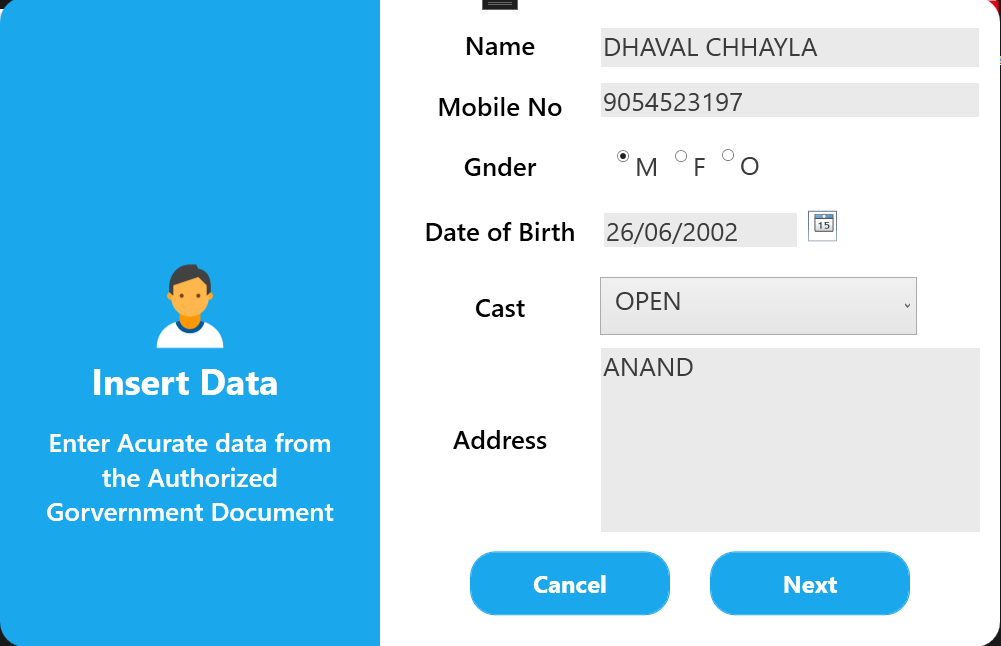 Name DHAVAL CHHAYLA
Mobile No 9054523197
Gnder M F O
Date of Birth 26/06/2002 15
Cast OPEN
Address ANAND
Insert Data
Enter Acurate data from
the Authorized
Gorvernment Document
Cancel Next